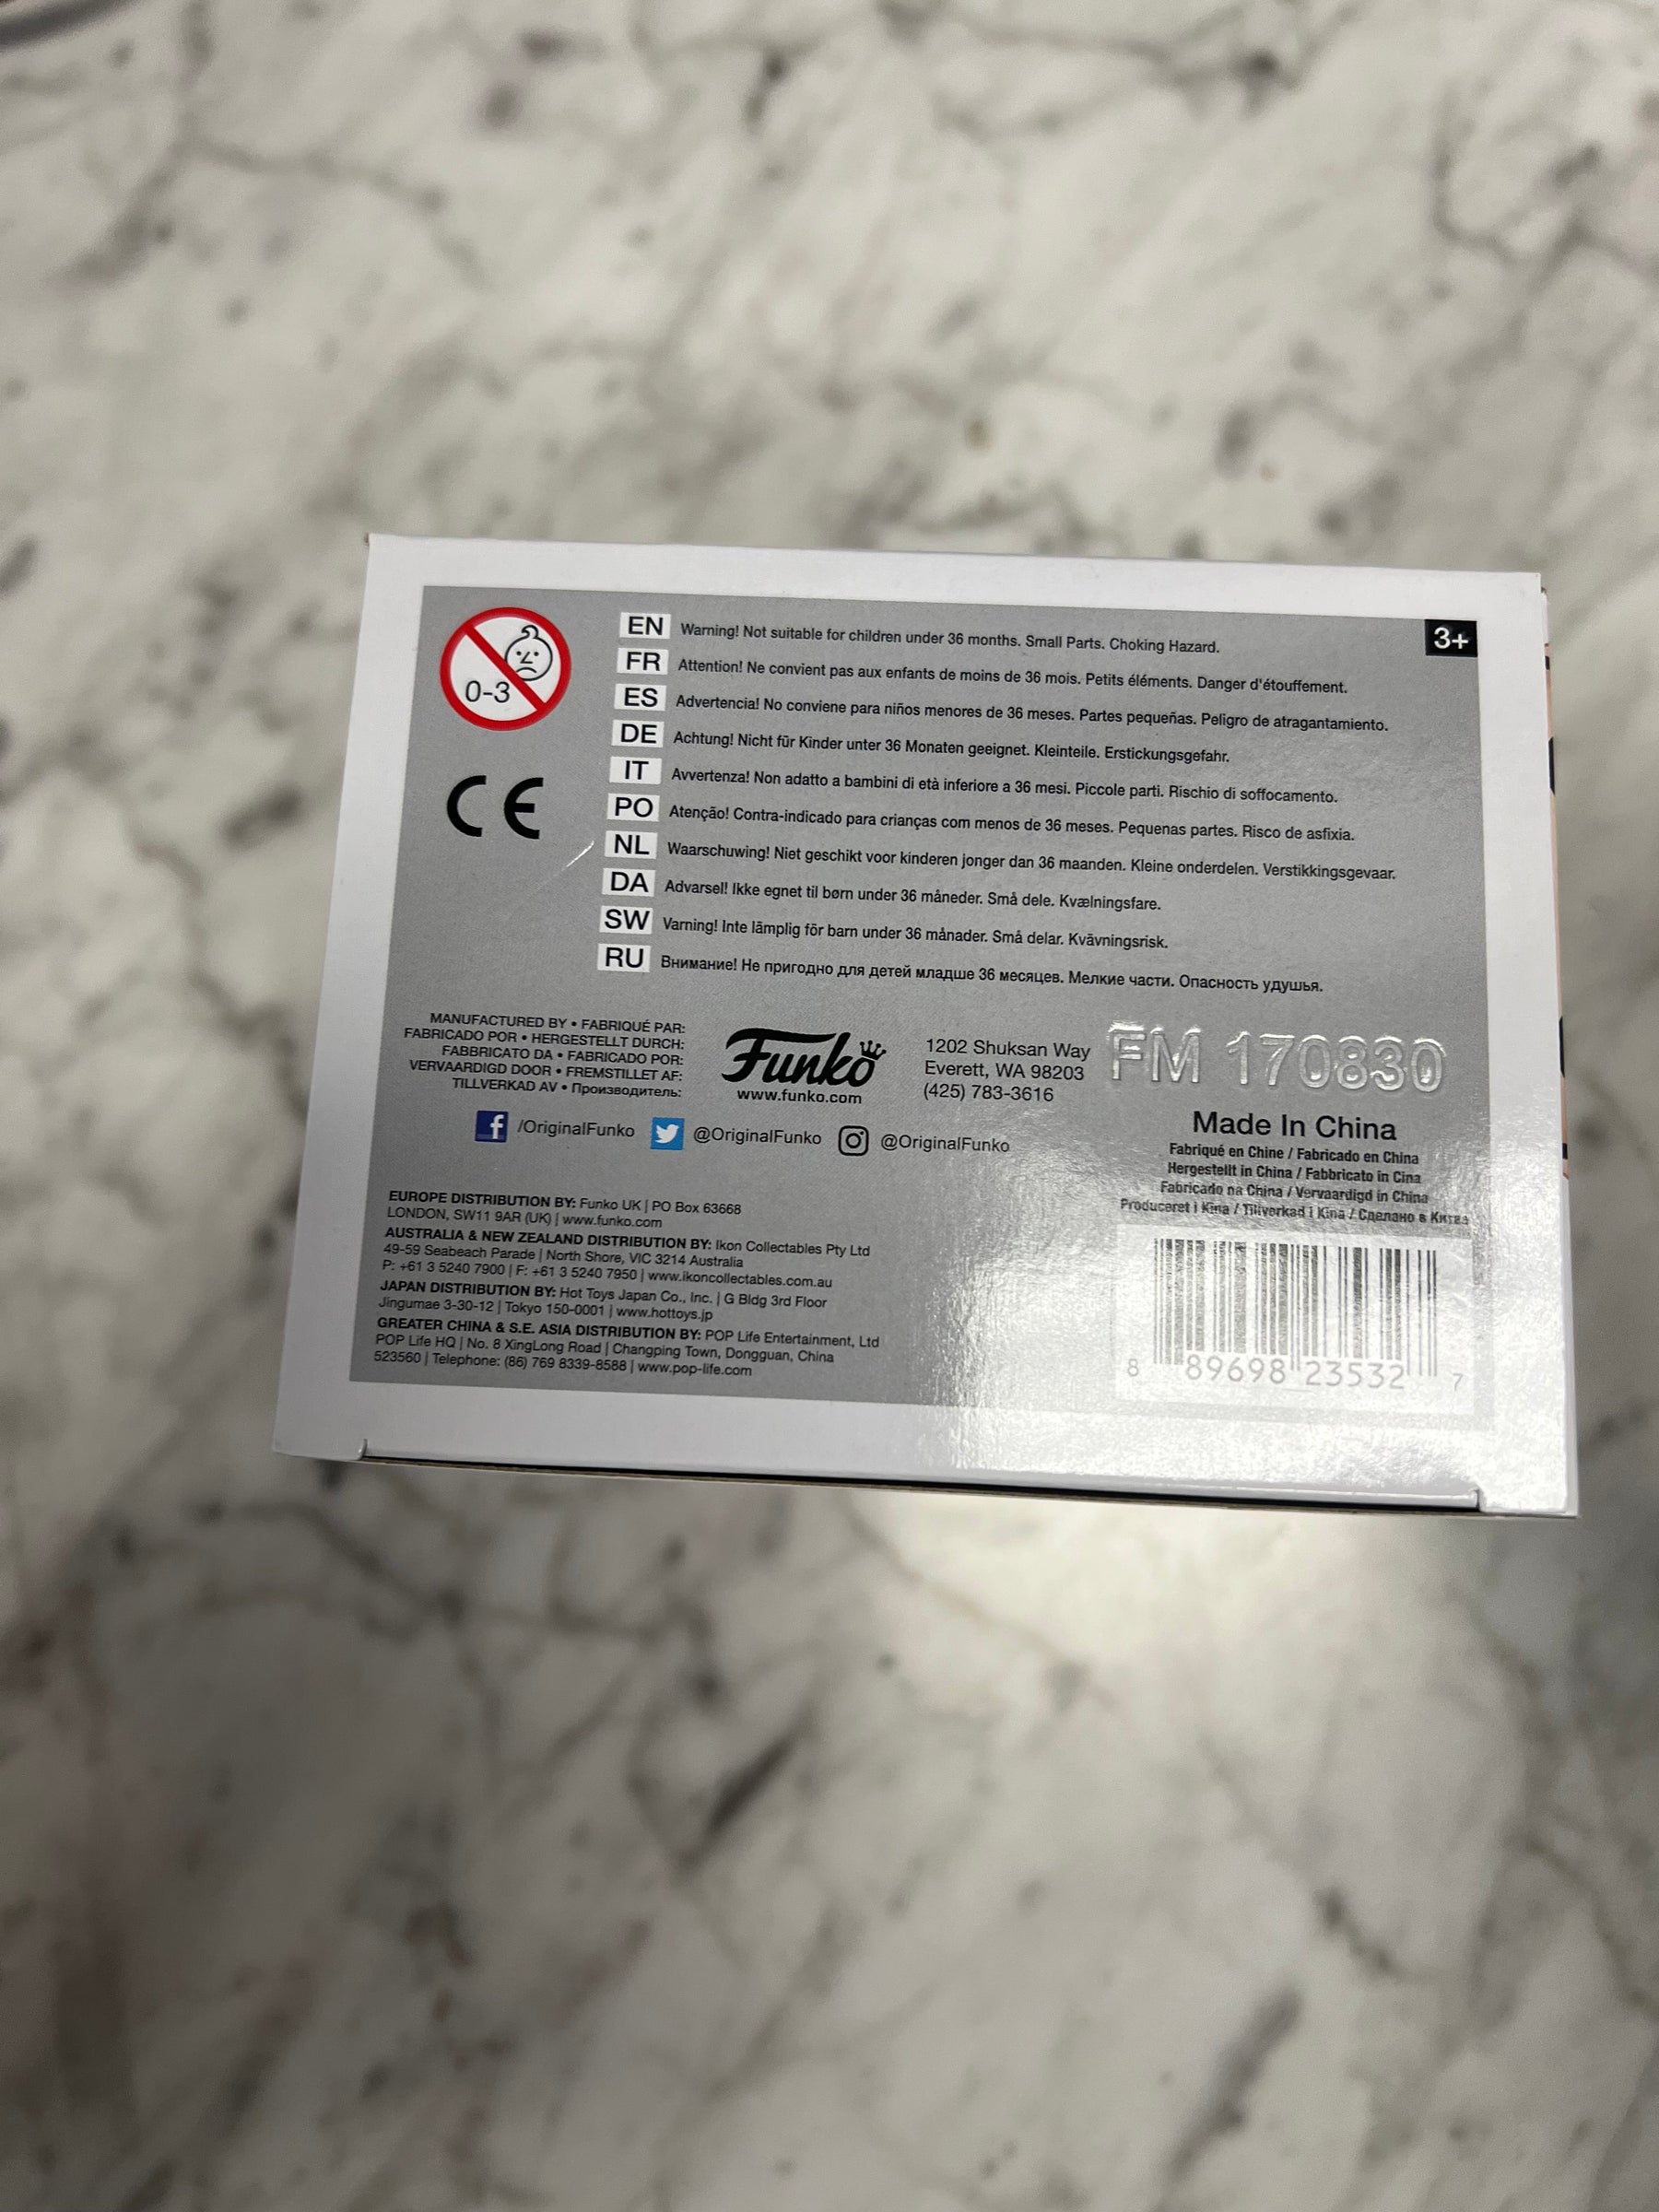 0-3
CE
3+
EN Warning! Not suitable for children under 36 months. Small Parts. Choking Hazard.
FR Attention! Ne convient pas aux enfants de moins de 36 mois. Petits éléments. Danger d'étouffement.
ES Advertencia! No conviene para niños menores de 36 meses. Partes pequeñas. Peligro de atragantamiento.
DE Achtung! Nicht für Kinder unter 36 Monaten geeignet. Kleinteile. Erstickungsgefahr.
IT Avvertenza! Non adatto a bambini di età inferiore a 36 mesi. Piccole parti. Rischio di soffocamento.
PO Atenção! Contra-indicado para crianças com menos de 36 meses. Pequenas partes. Risco de asfixia.
NL Waarschuwing! Niet geschikt voor kinderen jonger dan 36 maanden. Kleine onderdelen. Verstikkingsgevaar.
DA Advarsel! Ikke egnet til børn under 36 måneder. Små dele. Kvælningsfare.
SW Varning! Inte lämplig för barn under 36 månader. Små delar. Kvävningsrisk.
RU Внимание! Не пригодно для детей младше 36 месяцев. Мелкие части. Опасность удушья.
MANUFACTURED BY • FABRIQUÉ PAR:
FABRICADO POR • HERGESTELLT DURCH:
FABBRICATO DA • FABRICADO POR:
VERVAARDIGD DOOR • FREMSTILLET AF:
TILLVERKAD AV • Производитель:
Funko
www.funko.com
1202 Shuksan Way
Everett, WA 98203
(425) 783-3616
FM 170830
/OriginalFunko @OriginalFunko @OriginalFunko
Made In China
Fabriqué en Chine / Fabricado en China
Hergestellt in China / Fabbricato in Cina
Fabricado na China / Vervaardigd in China
Produceret i Kina / Tillverkad i Kina / Сделано в Китае
EUROPE DISTRIBUTION BY: Funko UK | PO Box 63668
LONDON, SW11 9AR (UK) | www.funko.com
AUSTRALIA & NEW ZEALAND DISTRIBUTION BY: Ikon Collectables Pty Ltd
49-59 Seabeach Parade | North Shore, VIC 3214 Australia
P: +61 3 5240 7900 | F: +61 3 5240 7950 | www.ikoncollectables.com.au
JAPAN DISTRIBUTION BY: Hot Toys Japan Co., Inc. | G Bldg 3rd Floor
Jingumae 3-30-12 | Tokyo 150-0001 | www.hottoys.jp
GREATER CHINA & S.E. ASIA DISTRIBUTION BY: POP Life Entertainment, Ltd
POP Life HQ | No. 8 XingLong Road | Changping Town, Dongguan, China
523560 | Telephone: (86) 769 8339-8588 | www.pop-life.com
8 89698 23532 7